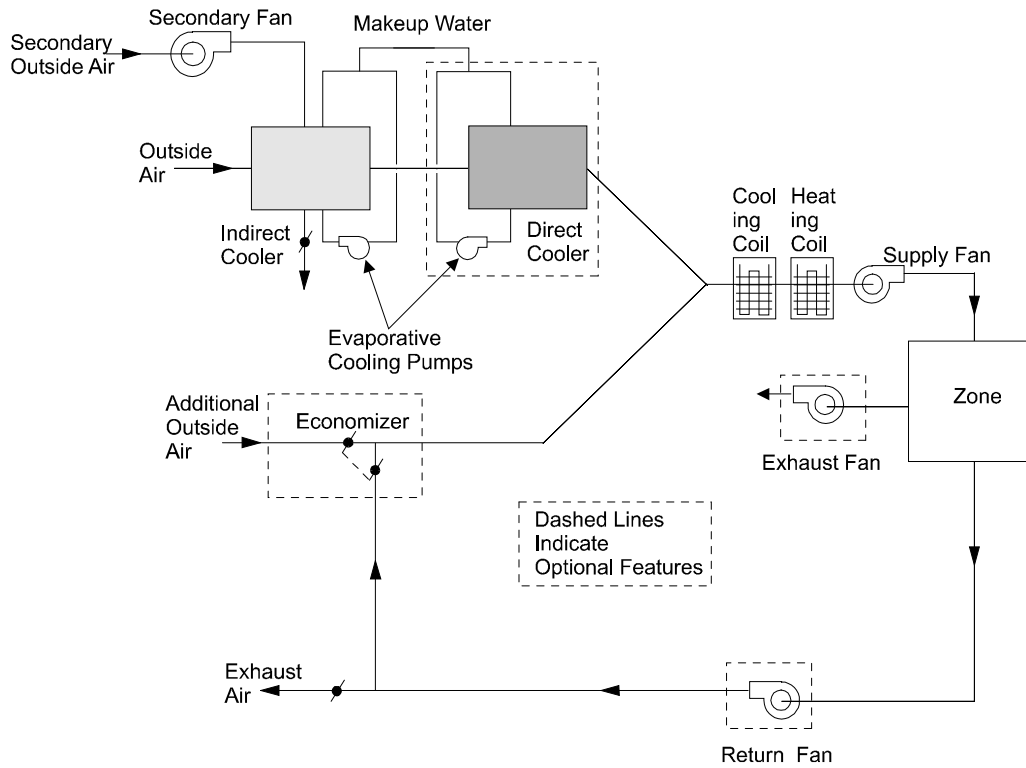 Secondary Fan
Makeup Water
Secondary
Outside Air
Outside
Air
Indirect
Cooler
Direct
Cooler
Evaporative
Cooling Pumps
Cool
ing
Coil
Heat
ing
Coil
Supply Fan
Zone
Exhaust Fan
Additional
Outside
Air
Economizer
Dashed Lines
Indicate
Optional Features
Exhaust
Air
Return Fan